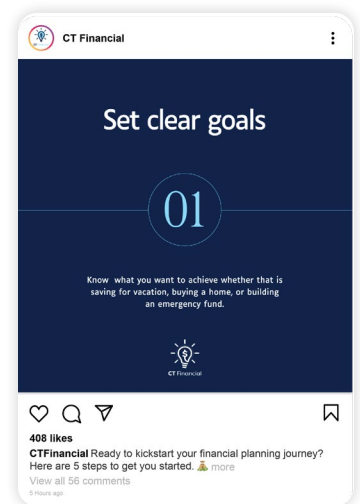 CT Financial
Set clear goals
01
Know what you want to achieve whether that is
saving for vacation, buying a home, or building
an emergency fund.
CT Financial
408 likes
CTFinancial Ready to kickstart your financial planning journey?
Here are 5 steps to get you started. more
View all 56 comments
5 Hours ago